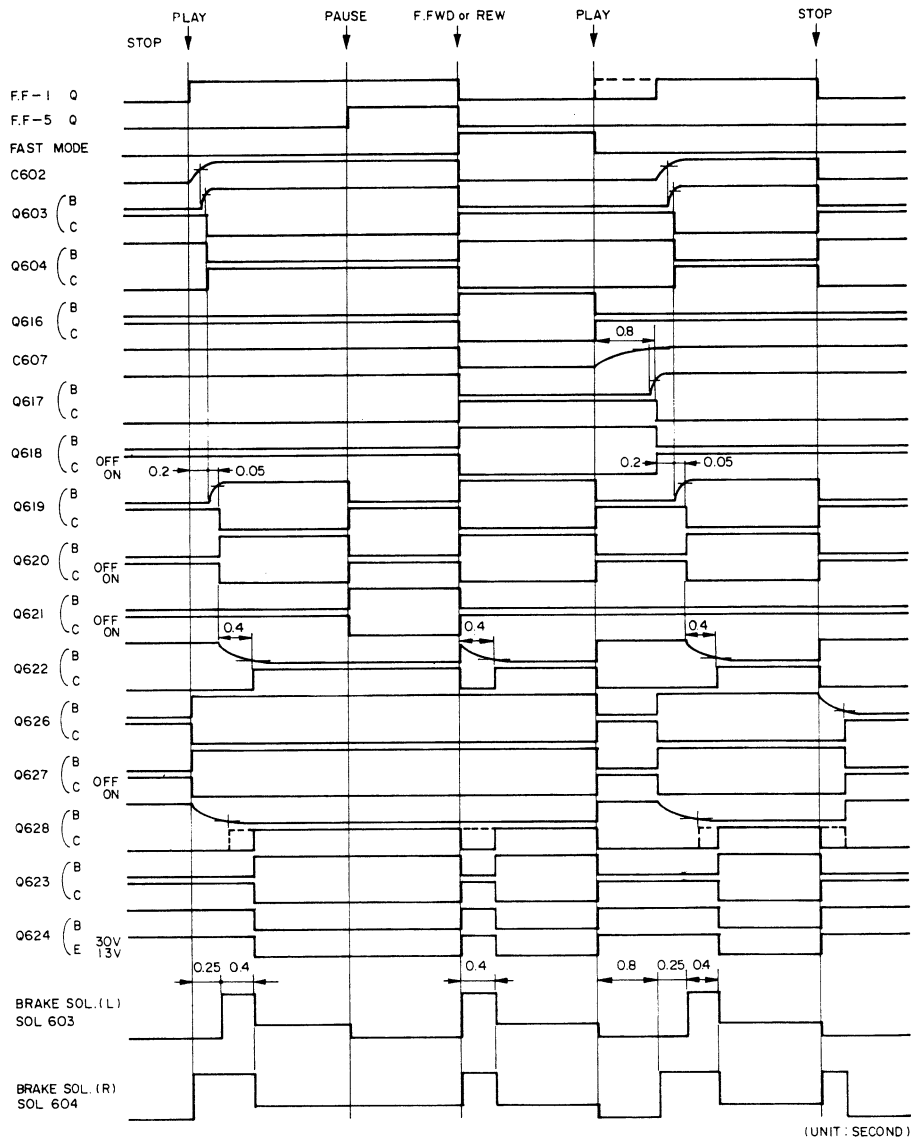 STOP PLAY PAUSE F.FWD or REW PLAY STOP
F.F-1 Q
F.F-5 Q
FAST MODE
C602
Q603 ( B C
Q604 ( B C
Q616 ( B C
0.8
C607
Q617 ( B C
Q618 ( B C OFF ON
0.2 0.05 0.2 0.05
Q619 ( B C
Q620 ( B C OFF ON
Q621 ( B C OFF ON
0.4 0.4 0.4
Q622 ( B C
Q626 ( B C
Q627 ( B C OFF ON
Q628 ( B C
Q623 ( B C
Q624 ( B E 30V 13V
0.25 0.4 0.4 0.8 0.25 0.4
BRAKE SOL.(L)
SOL 603
BRAKE SOL.(R)
SOL 604
(UNIT : SECOND)